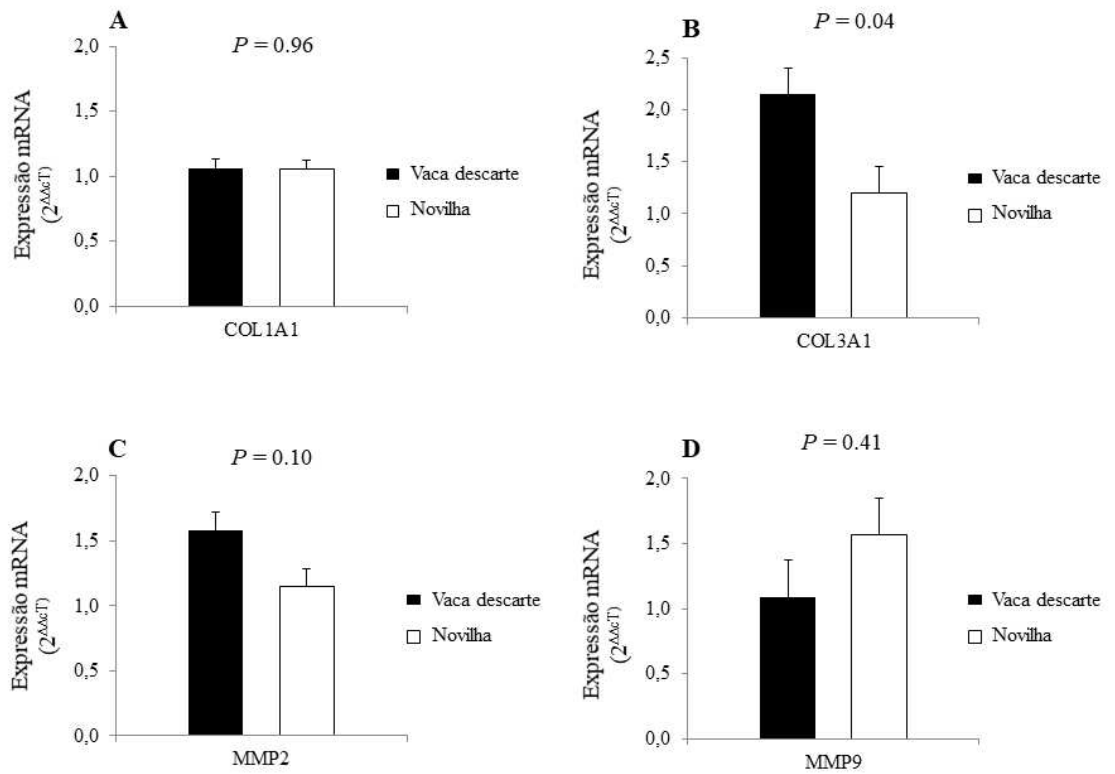 A
P = 0.96
2,0
1,5
1,0
0,5
0,0
Expressão mRNA
(2^ΔΔcT)
COL1A1
Vaca descarte
Novilha
B
P = 0.04
2,5
2,0
1,5
1,0
0,5
0,0
Expressão mRNA
(2^ΔΔcT)
COL3A1
Vaca descarte
Novilha
C
P = 0.10
2,0
1,5
1,0
0,5
0,0
Expressão mRNA
(2^ΔΔcT)
MMP2
Vaca descarte
Novilha
D
P = 0.41
2,0
1,5
1,0
0,5
0,0
Expressão mRNA
(2^ΔΔcT)
MMP9
Vaca descarte
Novilha